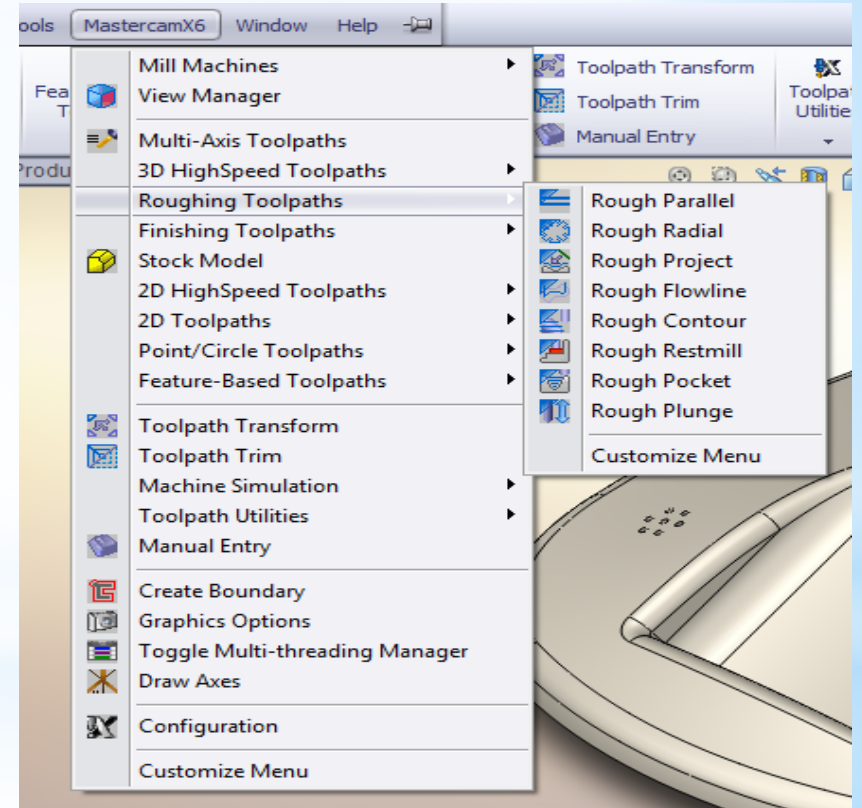 ools MastercamX6 Window Help
Mill Machines
View Manager
Multi-Axis Toolpaths
3D HighSpeed Toolpaths
Roughing Toolpaths
Finishing Toolpaths
Stock Model
2D HighSpeed Toolpaths
2D Toolpaths
Point/Circle Toolpaths
Feature-Based Toolpaths
Toolpath Transform
Toolpath Trim
Machine Simulation
Toolpath Utilities
Manual Entry
Create Boundary
Graphics Options
Toggle Multi-threading Manager
Draw Axes
Configuration
Customize Menu
Fea
T
Produ
Toolpath Transform
Toolpath Trim
Manual Entry
Toolpa
Utilitie
Rough Parallel
Rough Radial
Rough Project
Rough Flowline
Rough Contour
Rough Restmill
Rough Pocket
Rough Plunge
Customize Menu